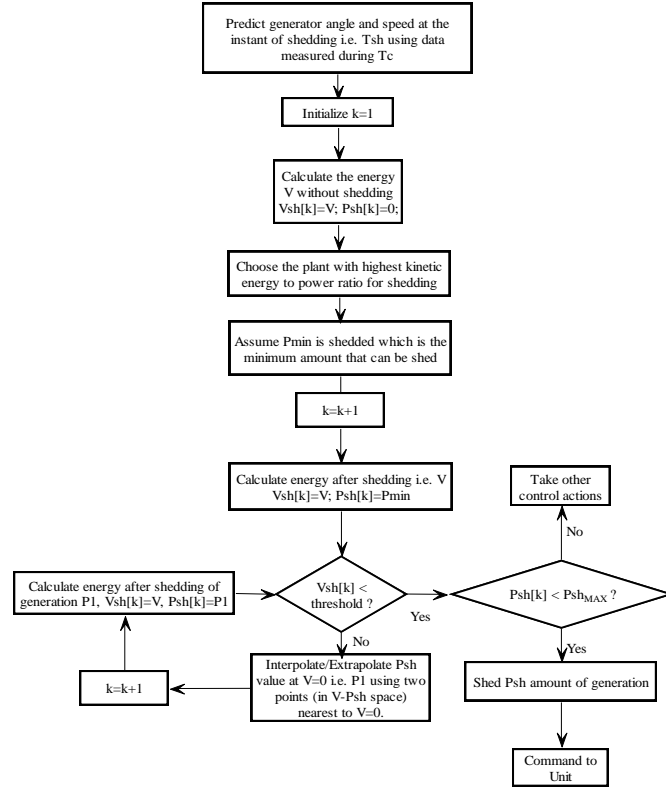 Predict generator angle and speed at the
instant of shedding i.e. Tsh using data
measured during Tc
Initialize k=1
Calculate the energy
V without shedding
Vsh[k]=V; Psh[k]=0;
Choose the plant with highest kinetic
energy to power ratio for shedding
Assume Pmin is shedded which is the
minimum amount that can be shed
k=k+1
Calculate energy after shedding i.e. V
Vsh[k]=V; Psh[k]=Pmin
Take other
control actions
No
Calculate energy after shedding of
generation P1, Vsh[k]=V, Psh[k]=P1
Vsh[k] <
threshold ?
Yes
Psh[k] < PshMAX ?
No
Yes
k=k+1
Interpolate/Extrapolate Psh
value at V=0 i.e. P1 using two
points (in V-Psh space)
nearest to V=0.
Shed Psh amount of generation
Command to
Unit